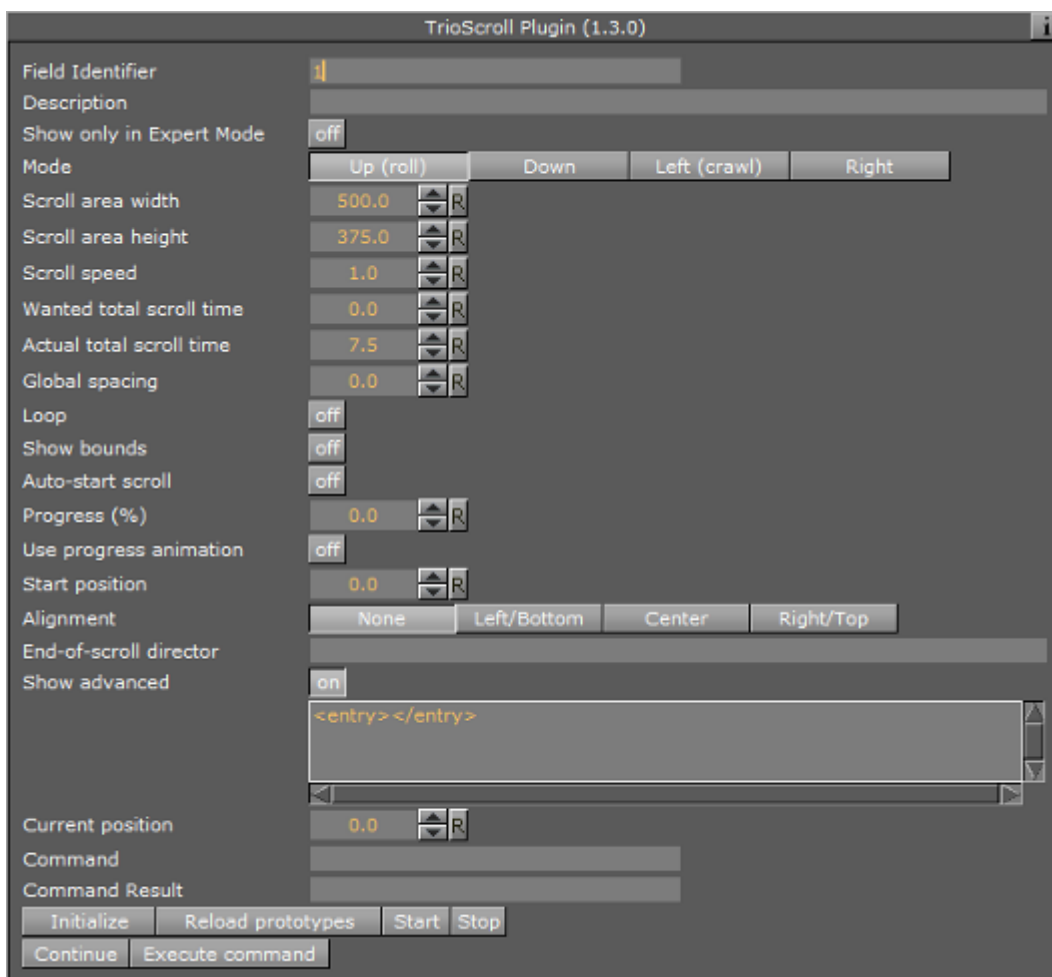 TrioScroll Plugin (1.3.0) i
Field Identifier 1
Description
Show only in Expert Mode off
Mode Up (roll) Down Left (crawl) Right
Scroll area width 500.0 R
Scroll area height 375.0 R
Scroll speed 1.0 R
Wanted total scroll time 0.0 R
Actual total scroll time 7.5 R
Global spacing 0.0 R
Loop off
Show bounds off
Auto-start scroll off
Progress (%) 0.0 R
Use progress animation off
Start position 0.0 R
Alignment None Left/Bottom Center Right/Top
End-of-scroll director
Show advanced on
<entry></entry>
Current position 0.0 R
Command
Command Result
Initialize Reload prototypes Start Stop
Continue Execute command